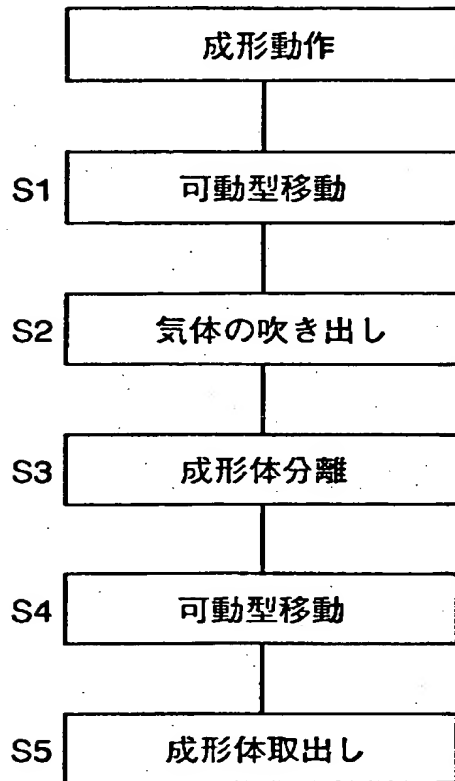 成形動作
S1 可動型移動
S2 気体の吹き出し
S3 成形体分離
S4 可動型移動
S5 成形体取出し